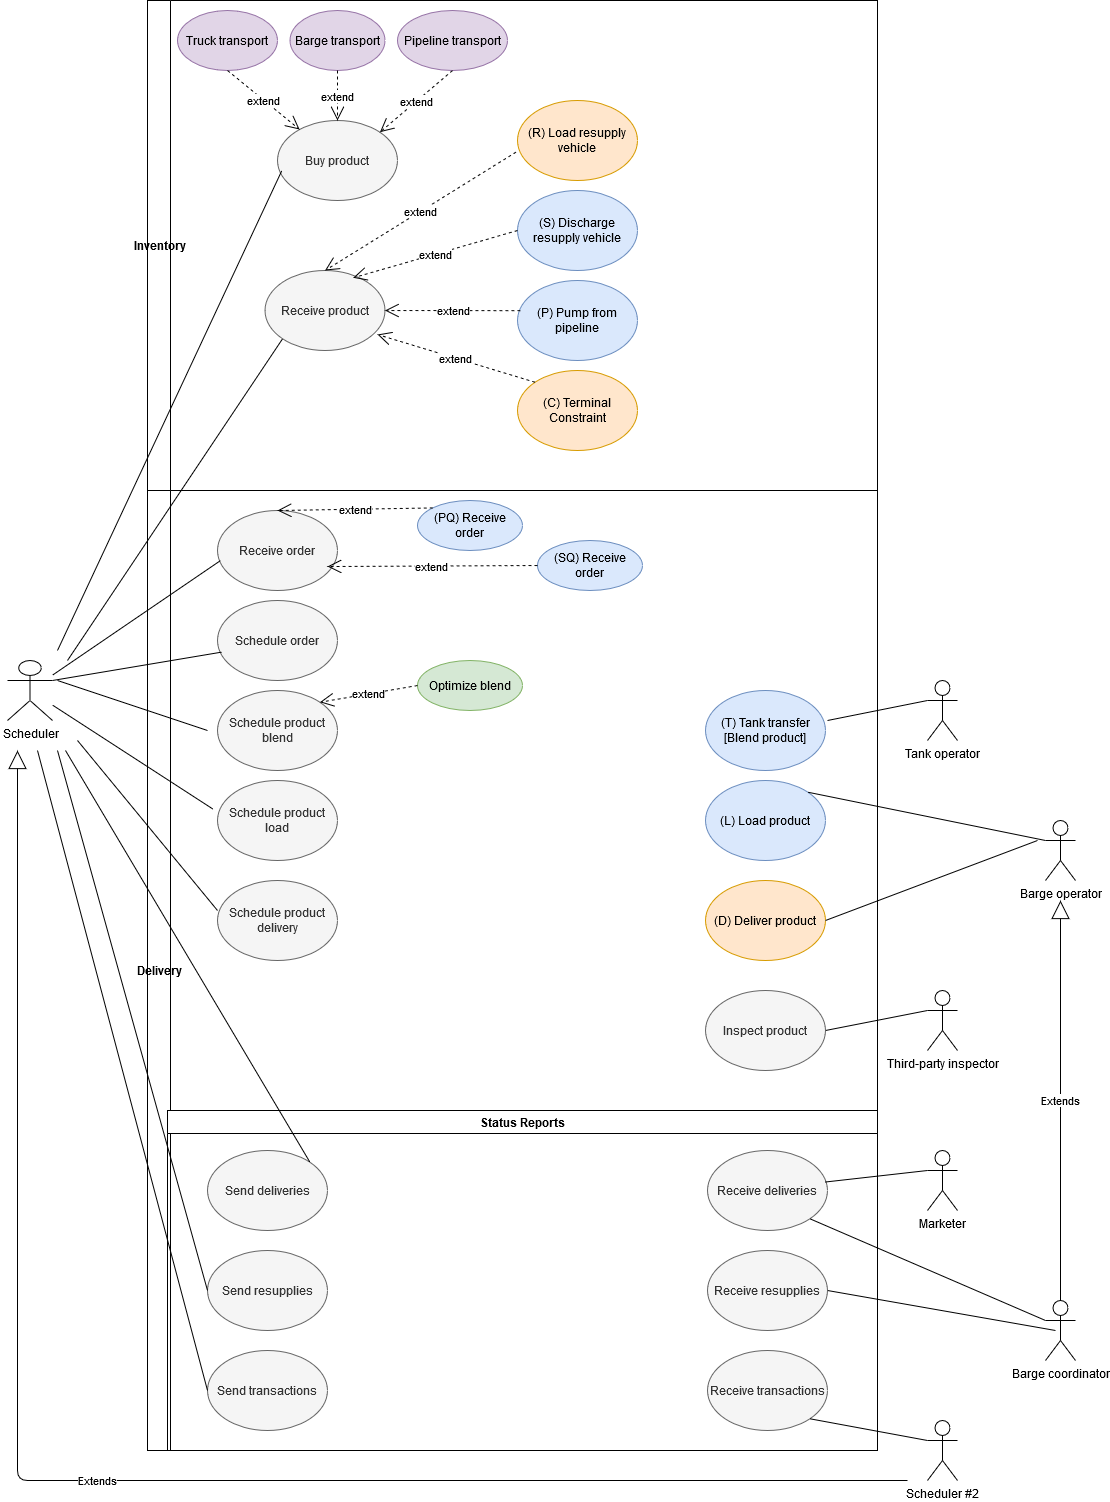 Truck transport
Barge transport
Pipeline transport
extend
extend
extend
(R) Load resupply
vehicle
Buy product
extend
(S) Discharge
resupply vehicle
Inventory
extend
Receive product
extend
(P) Pump from
pipeline
extend
(C) Terminal
Constraint
extend
(PQ) Receive
order
Receive order
extend
(SQ) Receive
order
Schedule order
Scheduler
Schedule product
blend
extend
Optimize blend
(T) Tank transfer
[Blend product]
Tank operator
Schedule product
load
(L) Load product
Barge operator
Schedule product
delivery
(D) Deliver product
Delivery
Inspect product
Third-party inspector
Extends
Status Reports
Send deliveries
Receive deliveries
Marketer
Send resupplies
Receive resupplies
Barge coordinator
Send transactions
Receive transactions
Extends
Scheduler #2